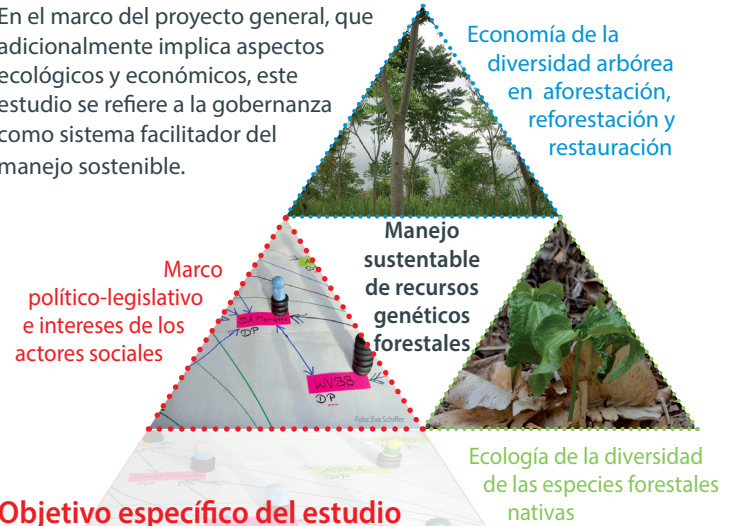 En el marco del proyecto general, que
adicionalmente implica aspectos
ecológicos y económicos, este
estudio se refiere a la gobernanza
como sistema facilitador del
manejo sostenible.
Economía de la
diversidad arbórea
en aforestación,
reforestación y
restauración
Manejo
sustentable
de recursos
genéticos
forestales
Marco
político-legislativo
e intereses de los
actores sociales
DP
WVBB
DP
Foto: Eva Schiffer
Ecología de la diversidad
de las especies forestales
nativas
Objetivo específico del estudio